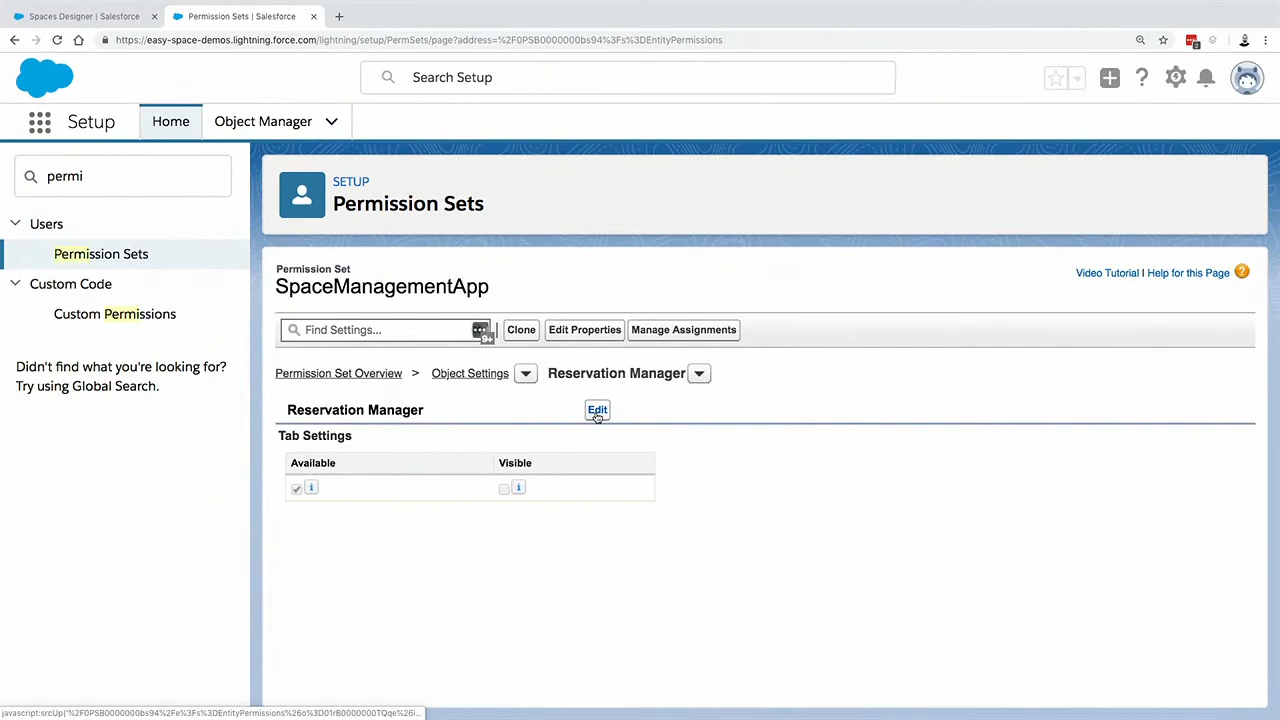 Spaces Designer | Salesforce
Permission Sets | Salesforce
https://easy-space-demos.lightning.force.com/lightning/setup/PermSets/page?address=%2F0PSB0000000bs94%3Fs%3DEntityPermissions
2
Search Setup
Setup
Home
Object Manager
permi
Users
Permission Sets
Custom Code
Custom Permissions
Didn't find what you're looking for?
Try using Global Search.
SETUP
Permission Sets
Permission Set
SpaceManagementApp
Video Tutorial | Help for this Page
?
Find Settings...
9+
Clone
Edit Properties
Manage Assignments
Permission Set Overview > Object Settings Reservation Manager
Reservation Manager
Edit
Tab Settings
Available
Visible
i
i
javascript:srcUp('%2F0PSB0000000bs94%2Fe%3Fs%3DEntityPermissions%26o%3D01rB0000000TQqe%26i...